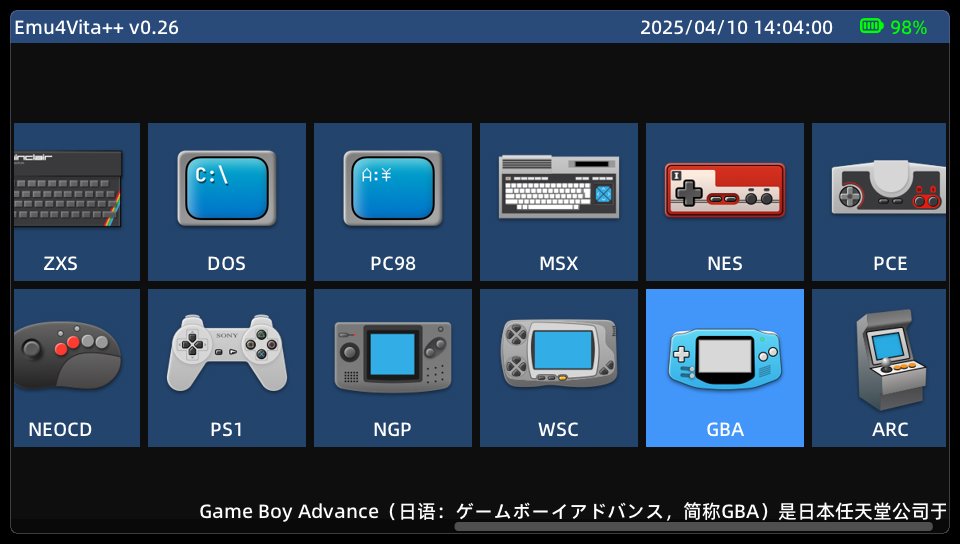 Emu4Vita++ v0.26
2025/04/10 14:04:00
98%
sinclair
C:\
A:¥
I
ZXS
DOS
PC98
MSX
NES
PCE
SONY
NEOCD
PS1
NGP
WSC
GBA
ARC
Game Boy Advance（日语：ゲームボーイアドバンス，简称GBA）是日本任天堂公司于